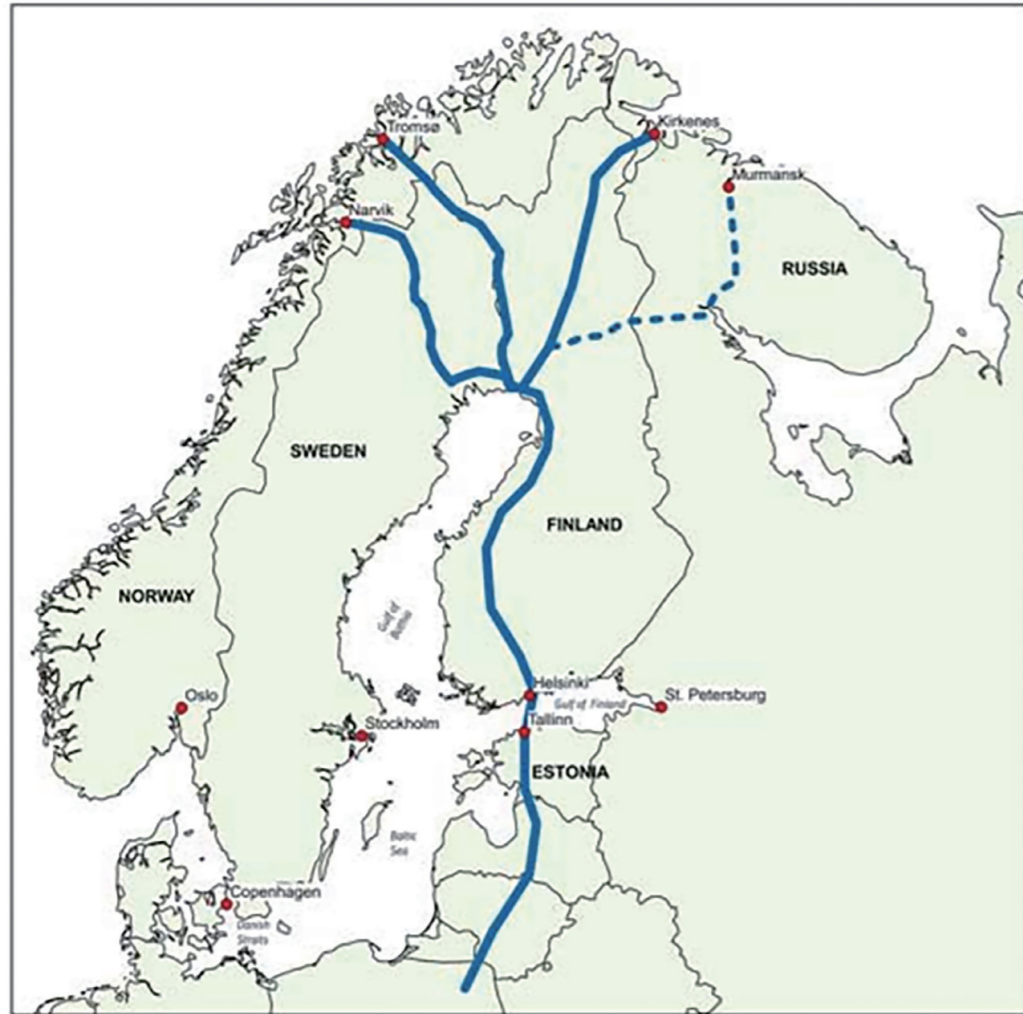 Tromsø
Kirkenes
Murmansk
Narvik
RUSSIA
SWEDEN
FINLAND
NORWAY
Gulf of
Botnia
Helsinki
Oslo
Gulf of Finland
St. Petersburg
Stockholm
Tallinn
ESTONIA
Baltic
Sea
Copenhagen
Danish
Straits